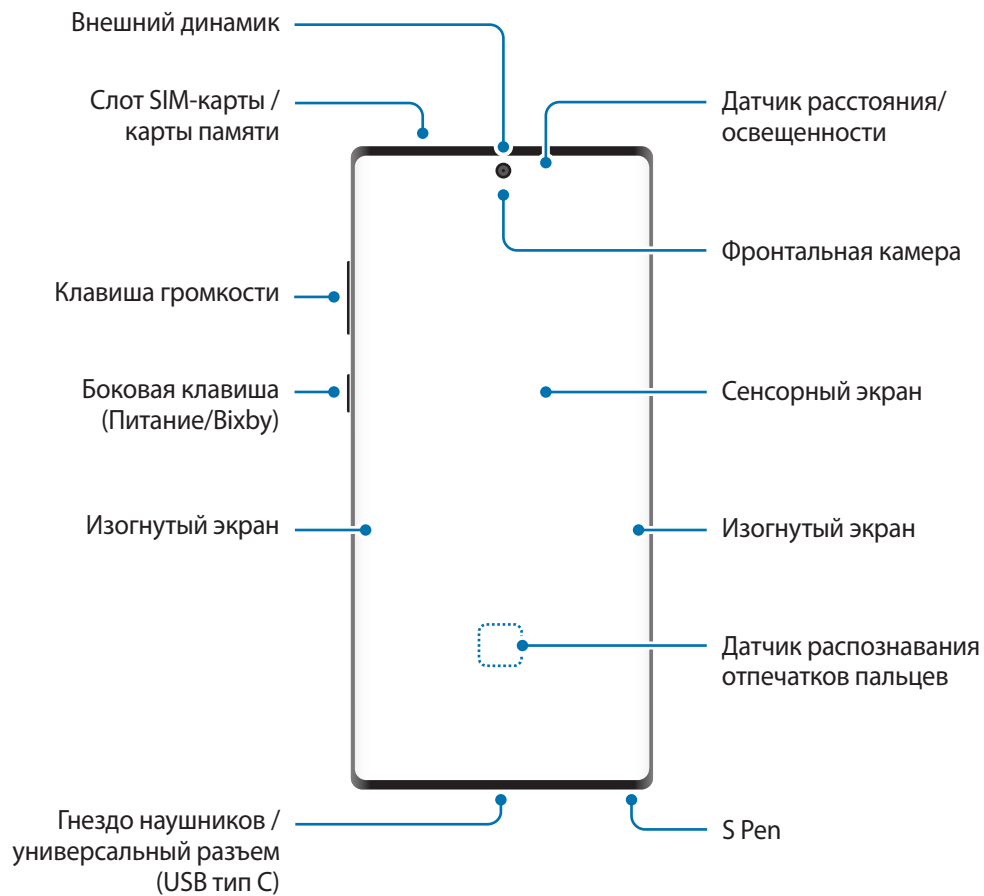 Внешний динамик
Слот SIM-карты /
карты памяти
Клавиша громкости
Боковая клавиша
(Питание/Bixby)
Изогнутый экран
Гнездо наушников /
универсальный разъем
(USB тип C)
Датчик расстояния/
освещенности
Фронтальная камера
Сенсорный экран
Изогнутый экран
Датчик распознавания
отпечатков пальцев
S Pen